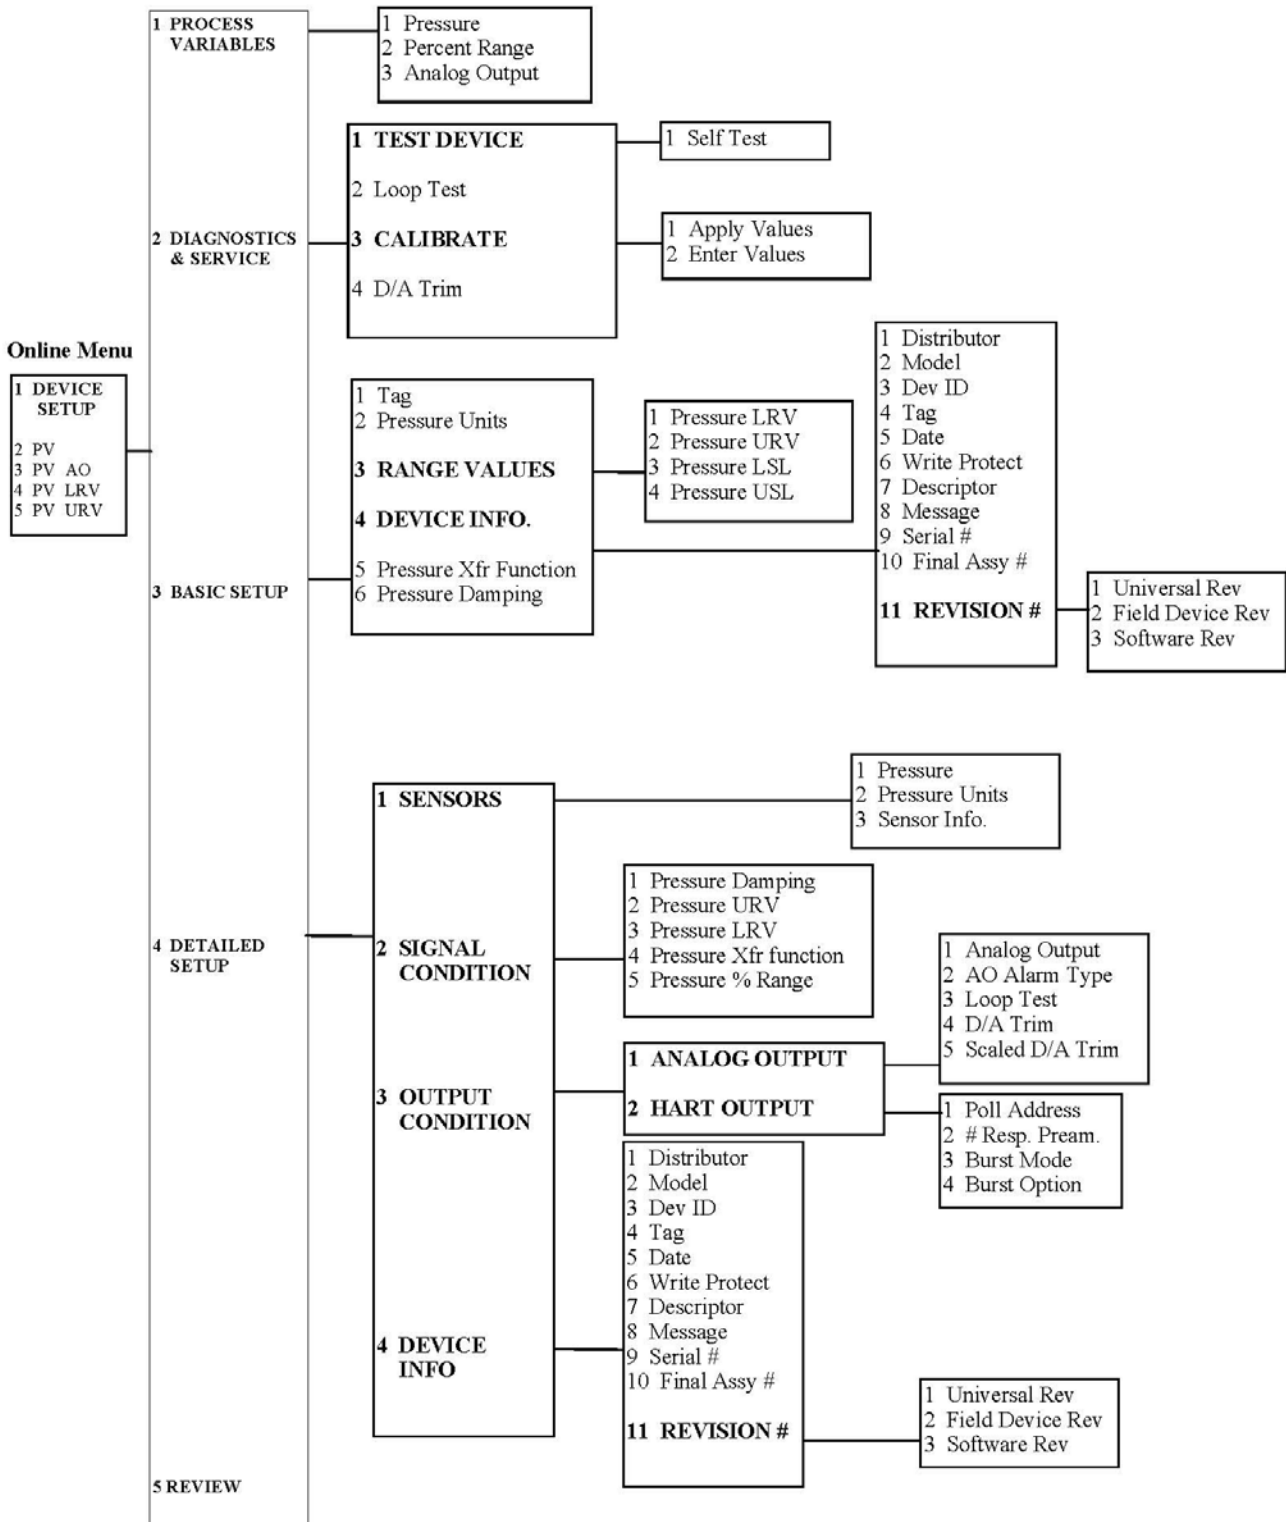 1 PROCESS
VARIABLES
1 Pressure
2 Percent Range
3 Analog Output
1 TEST DEVICE
2 Loop Test
3 CALIBRATE
4 D/A Trim
1 Self Test
1 Apply Values
2 Enter Values
2 DIAGNOSTICS
& SERVICE
Online Menu
1 DEVICE
SETUP
2 PV
3 PV AO
4 PV LRV
5 PV URV
1 Tag
2 Pressure Units
3 RANGE VALUES
4 DEVICE INFO.
5 Pressure Xfr Function
6 Pressure Damping
1 Pressure LRV
2 Pressure URV
3 Pressure LSL
4 Pressure USL
1 Distributor
2 Model
3 Dev ID
4 Tag
5 Date
6 Write Protect
7 Descriptor
8 Message
9 Serial #
10 Final Assy #
11 REVISION #
1 Universal Rev
2 Field Device Rev
3 Software Rev
3 BASIC SETUP
1 SENSORS
2 SIGNAL
CONDITION
3 OUTPUT
CONDITION
4 DEVICE
INFO
1 Pressure
2 Pressure Units
3 Sensor Info.
1 Pressure Damping
2 Pressure URV
3 Pressure LRV
4 Pressure Xfr function
5 Pressure % Range
4 DETAILED
SETUP
1 ANALOG OUTPUT
2 HART OUTPUT
1 Analog Output
2 AO Alarm Type
3 Loop Test
4 D/A Trim
5 Scaled D/A Trim
1 Poll Address
2 # Resp. Pream.
3 Burst Mode
4 Burst Option
1 Distributor
2 Model
3 Dev ID
4 Tag
5 Date
6 Write Protect
7 Descriptor
8 Message
9 Serial #
10 Final Assy #
11 REVISION #
1 Universal Rev
2 Field Device Rev
3 Software Rev
5 REVIEW